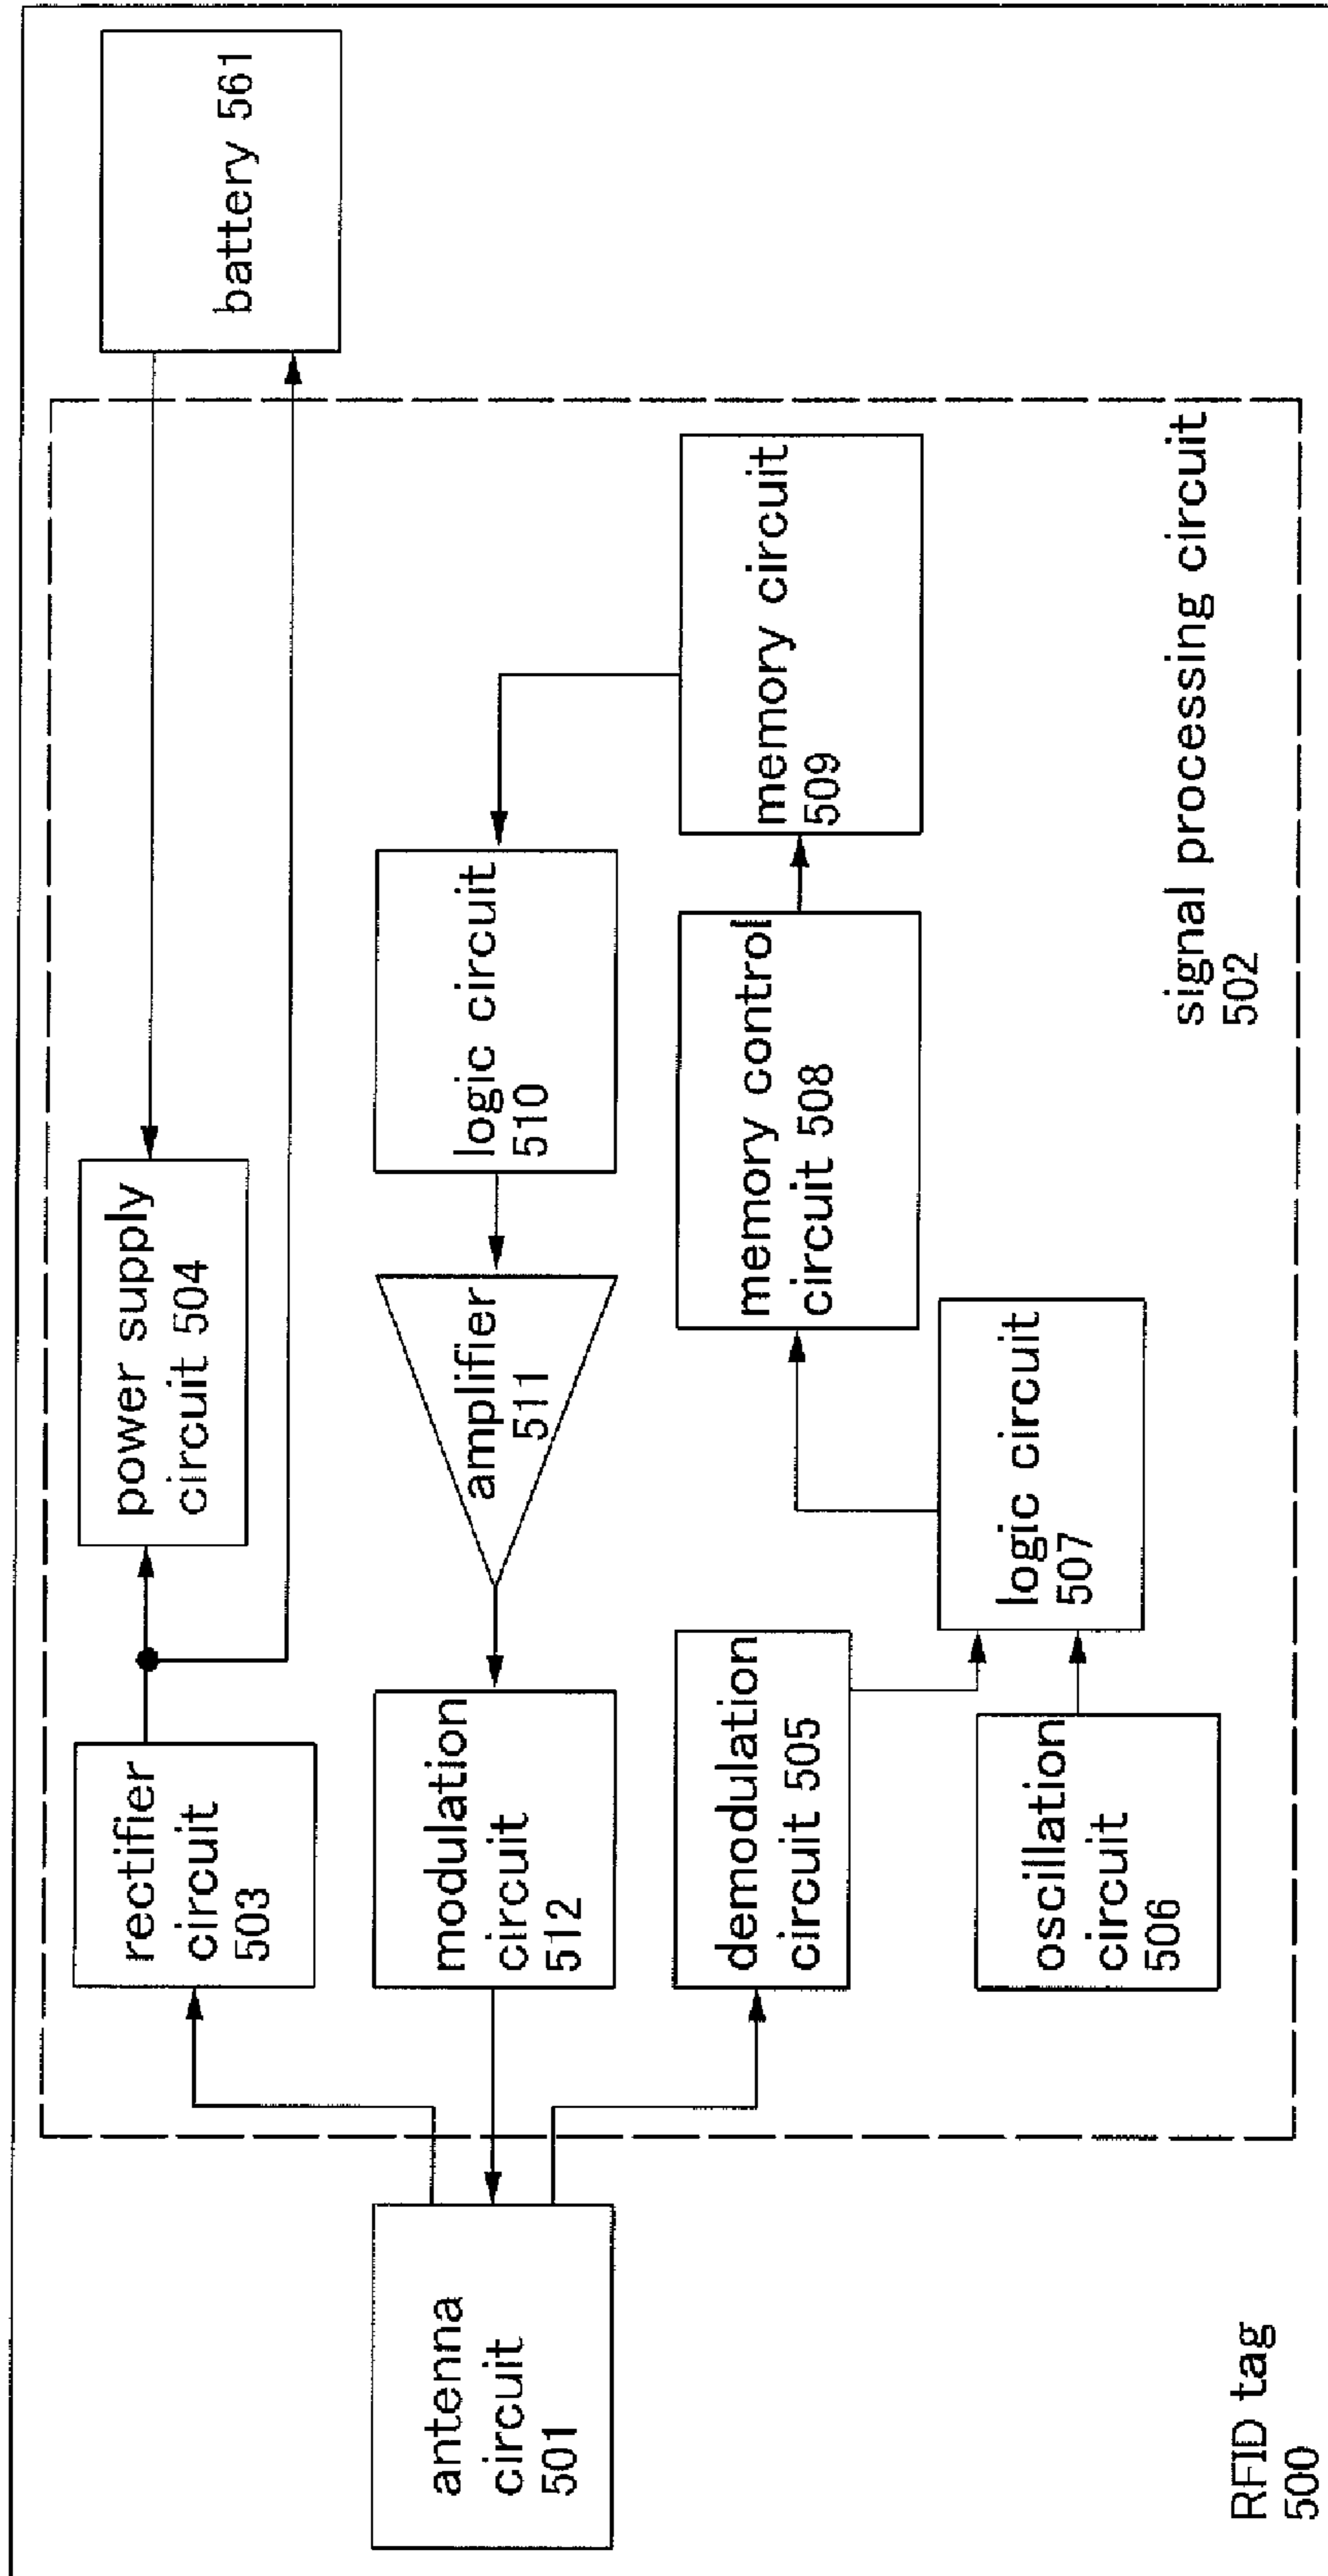 rectifier
circuit
503
power supply
circuit 504
battery 561
antenna
circuit
501
modulation
circuit
512
amplifier
511
logic circuit
510
demodulation
circuit 505
memory control
circuit 508
memory circuit
509
oscillation
circuit
506
logic circuit
507
signal processing circuit
502
RFID tag
500